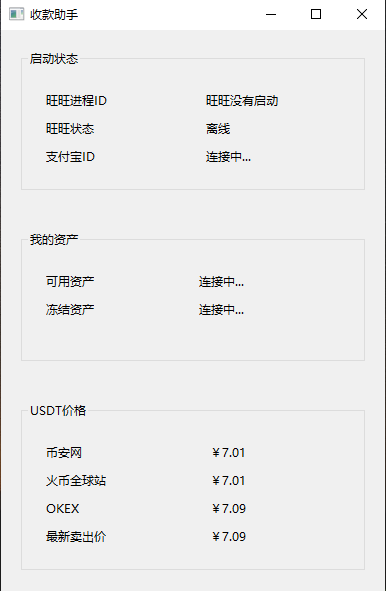 收款助手
启动状态
旺旺进程ID 旺旺没有启动
旺旺状态 离线
支付宝ID 连接中...
我的资产
可用资产 连接中...
冻结资产 连接中...
USDT价格
币安网 ￥7.01
火币全球站 ￥7.01
OKEX ￥7.09
最新卖出价 ￥7.09